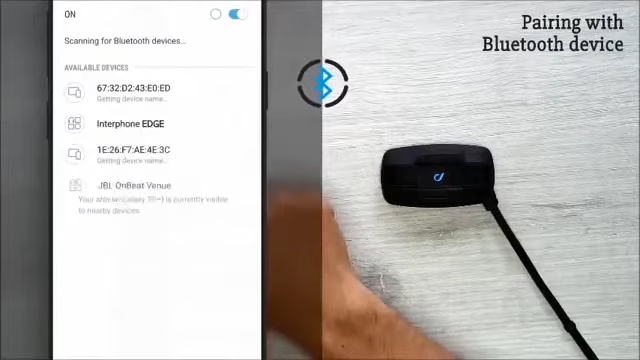 Pairing with
Bluetooth device
ON
Scanning for Bluetooth devices...
AVAILABLE DEVICES
67:32:D2:43:E0:ED
Getting device name...
Interphone EDGE
1E:26:F7:AE:4E:3C
Getting device name...
JBL OnBeat Venue
Your is currently visible
to nearby devices.